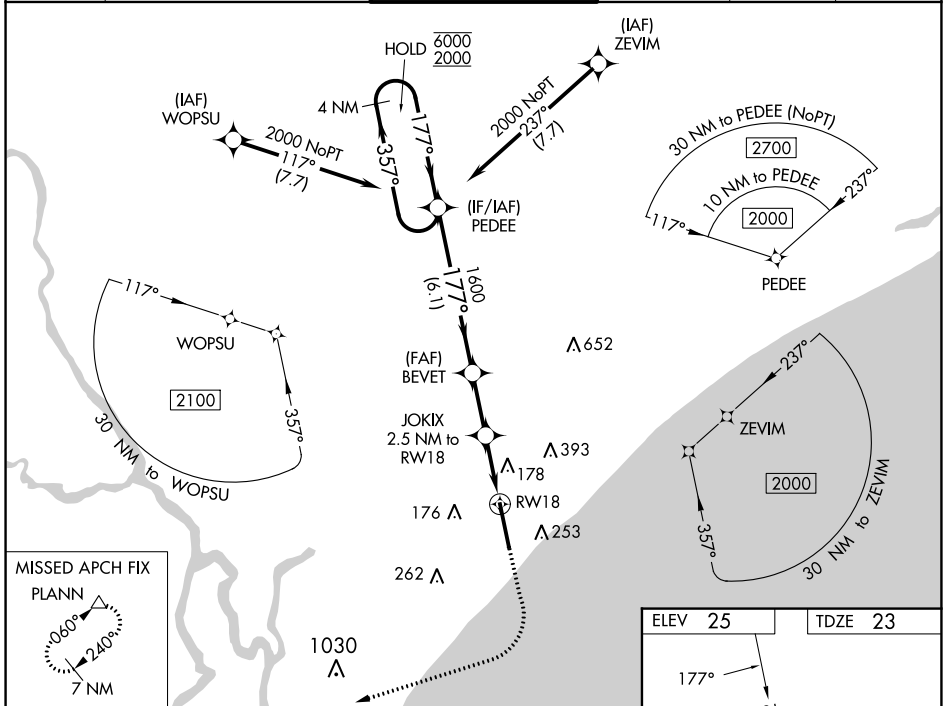 HOLD 6000
2000
4 NM
177°
357°
(IAF)
ZEVIM
2000 NoPT
237°
(7.7)
(IAF)
WOPSU
2000 NoPT
117°
(7.7)
(IF/IAF)
PEDEE
1600
177°
(6.1)
30 NM to PEDEE (NoPT)
2700
10 NM to PEDEE
2000
117°
237°
PEDEE
117°
WOPSU
2100
357°
30 NM to WOPSU
652
(FAF)
BEVET
JOKIX
2.5 NM to
RW18
393
178
RW18
176
253
262
1030
237°
ZEVIM
2000
357°
30 NM to ZEVIM
MISSED APCH FIX
PLANN
060°
240°
7 NM
ELEV 25
TDZE 23
177°